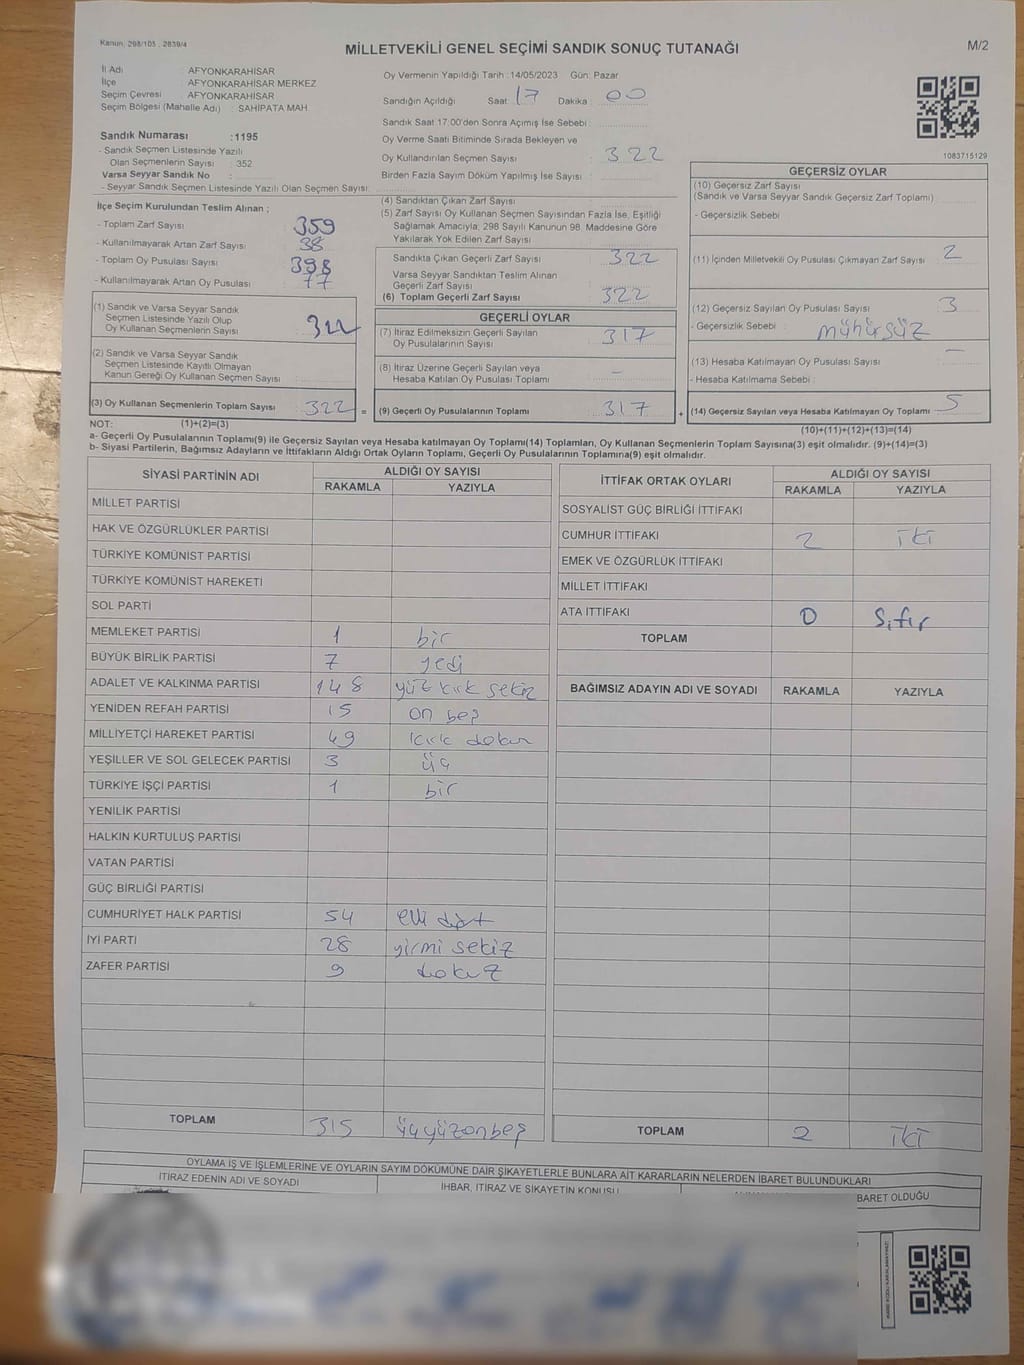 Kanun: 298/105 , 2839/4
MİLLETVEKİLİ GENEL SEÇİMİ SANDIK SONUÇ TUTANAĞI
M/2
İl Adı : AFYONKARAHİSAR
İlçe : AFYONKARAHİSAR MERKEZ
Seçim Çevresi : AFYONKARAHİSAR
Seçim Bölgesi (Mahalle Adı) : SAHİPATA MAH
Sandık Numarası :1195
- Sandık Seçmen Listesinde Yazılı
Olan Seçmenlerin Sayısı : 352
Varsa Seyyar Sandık No :
- Seyyar Sandık Seçmen Listesinde Yazılı Olan Seçmen Sayısı:
Oy Vermenin Yapıldığı Tarih :14/05/2023 Gün: Pazar
Sandığın Açıldığı Saat: 17 Dakika : 00
Sandık Saat 17:00'den Sonra Açımış İse Sebebi :
Oy Verme Saati Bitiminde Sırada Bekleyen ve
Oy Kullandırılan Seçmen Sayısı : 322
Birden Fazla Sayım Döküm Yapılmış İse Sayısı :
1083715129
İlçe Seçim Kurulundan Teslim Alınan ;
- Toplam Zarf Sayısı : 359
- Kullanılmayarak Artan Zarf Sayısı : 38
- Toplam Oy Pusulası Sayısı : 398
- Kullanılmayarak Artan Oy Pusulası : 77
(1) Sandık ve Varsa Seyyar Sandık
Seçmen Listesinde Yazılı Olup
Oy Kullanan Seçmenlerin Sayısı : 322
(2) Sandık ve Varsa Seyyar Sandık
Seçmen Listesinde Kayıtlı Olmayan
Kanun Gereği Oy Kullanan Seçmen Sayısı :
(3) Oy Kullanan Seçmenlerin Toplam Sayısı : 322 =
(4) Sandıktan Çıkan Zarf Sayısı :
(5) Zarf Sayısı Oy Kullanan Seçmen Sayısından Fazla İse, Eşitliği
Sağlamak Amacıyla; 298 Sayılı Kanunun 98. Maddesine Göre
Yakılarak Yok Edilen Zarf Sayısı :
Sandıkta Çıkan Geçerli Zarf Sayısı : 322
Varsa Seyyar Sandıktan Teslim Alınan
Geçerli Zarf Sayısı :
(6) Toplam Geçerli Zarf Sayısı : 322
GEÇERLİ OYLAR
(7) İtiraz Edilmeksizin Geçerli Sayılan
Oy Pusulalarının Sayısı : 317
(8) İtiraz Üzerine Geçerli Sayılan veya
Hesaba Katılan Oy Pusulası Toplamı : -
(9) Geçerli Oy Pusulalarının Toplamı : 317 +
GEÇERSİZ OYLAR
(10) Geçersiz Zarf Sayısı
(Sandık ve Varsa Seyyar Sandık Geçersiz Zarf Toplamı) :
- Geçersizlik Sebebi :
(11) İçinden Milletvekili Oy Pusulası Çıkmayan Zarf Sayısı : 2
(12) Geçersiz Sayılan Oy Pusulası Sayısı : 3
- Geçersizlik Sebebi : mühürsüz
(13) Hesaba Katılmayan Oy Pusulası Sayısı : -
- Hesaba Katılmama Sebebi :
(14) Geçersiz Sayılan veya Hesaba Katılmayan Oy Toplamı : 5
NOT: (1)+(2)=(3) (10)+(11)+(12)+(13)=(14)
a- Geçerli Oy Pusulalarının Toplamı(9) ile Geçersiz Sayılan veya Hesaba katılmayan Oy Toplamı(14) Toplamları, Oy Kullanan Seçmenlerin Toplam Sayısına(3) eşit olmalıdır. (9)+(14)=(3)
b- Siyasi Partilerin, Bağımsız Adayların ve İttifakların Aldığı Ortak Oyların Toplamı, Geçerli Oy Pusulalarının Toplamına(9) eşit olmalıdır.
SİYASİ PARTİNİN ADI ALDIĞI OY SAYISI
RAKAMLA YAZIYLA
MİLLET PARTİSİ
HAK VE ÖZGÜRLÜKLER PARTİSİ
TÜRKİYE KOMÜNİST PARTİSİ
TÜRKİYE KOMÜNİST HAREKETİ
SOL PARTİ
MEMLEKET PARTİSİ 1 bir
BÜYÜK BİRLİK PARTİSİ 7 yedi
ADALET VE KALKINMA PARTİSİ 148 yüz kırk sekiz
YENİDEN REFAH PARTİSİ 15 on beş
MİLLİYETÇİ HAREKET PARTİSİ 49 kırk dokuz
YEŞİLLER VE SOL GELECEK PARTİSİ 3 üç
TÜRKİYE İŞÇİ PARTİSİ 1 bir
YENİLİK PARTİSİ
HALKIN KURTULUŞ PARTİSİ
VATAN PARTİSİ
GÜÇ BİRLİĞİ PARTİSİ
CUMHURİYET HALK PARTİSİ 54 elli dört
İYİ PARTİ 28 yirmi sekiz
ZAFER PARTİSİ 9 dokuz
TOPLAM 315 üçyüzonbeş
İTTİFAK ORTAK OYLARI ALDIĞI OY SAYISI
RAKAMLA YAZIYLA
SOSYALİST GÜÇ BİRLİĞİ İTTİFAKI
CUMHUR İTTİFAKI 2 iki
EMEK VE ÖZGÜRLÜK İTTİFAKI
MİLLET İTTİFAKI
ATA İTTİFAKI 0 Sıfır
TOPLAM
BAĞIMSIZ ADAYIN ADI VE SOYADI RAKAMLA YAZIYLA
TOPLAM 2 iki
OYLAMA İŞ VE İŞLEMLERİNE VE OYLARIN SAYIM DÖKÜMÜNE DAİR ŞİKAYETLERLE BUNLARA AİT KARARLARIN NELERDEN İBARET BULUNDUKLARI
İTİRAZ EDENİN ADI VE SOYADI
İHBAR, İTİRAZ VE ŞİKAYETİN KONUSU
BARET OLDUĞU